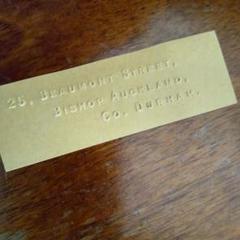 25, Beaumont Street,
Bishop Auckland,
Co. Durham.